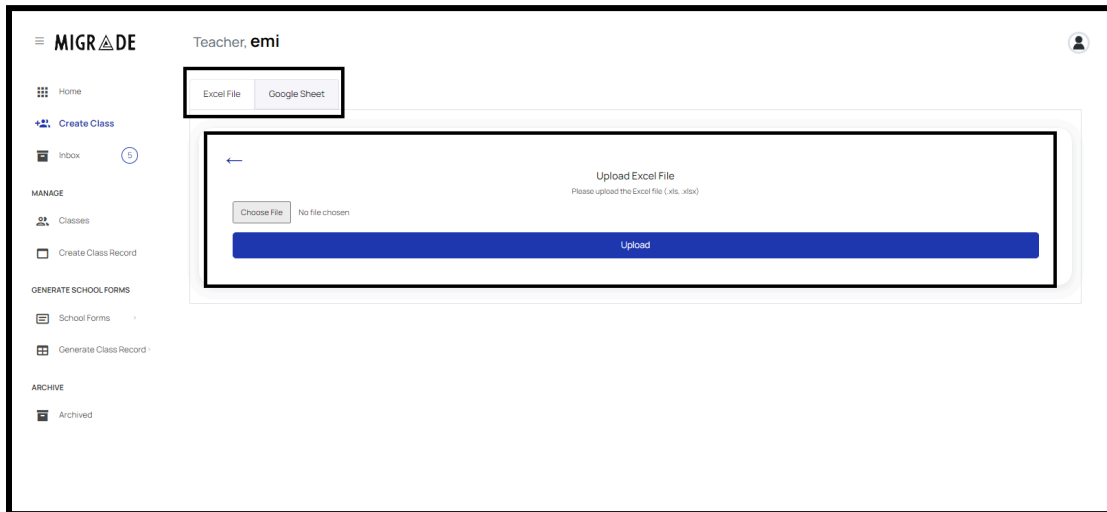 MIGRADE
Teacher, emi
Home
Create Class
Inbox 5
MANAGE
Classes
Create Class Record
GENERATE SCHOOL FORMS
School Forms
Generate Class Record
ARCHIVE
Archived
Excel File Google Sheet
Upload Excel File
Please upload the Excel file (.xls, .xlsx)
Choose File No file chosen
Upload